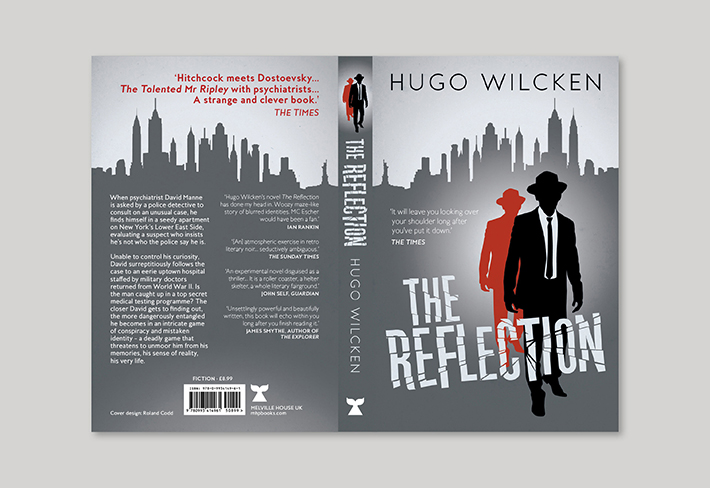 'Hitchcock meets Dostoevsky...
The Tolented Mr Ripley with psychiatrists...
A strange and clever book.'
THE TIMES
When psychiatrist David Manne
is asked by a police detective to
consult on an unusual case, he
finds himself in a seedy apartment
on New York's Lower East Side,
evaluating a suspect who insists
he's not who the police say he is.
Unable to control his curiosity,
David surreptitiously follows the
case to an eerie uptown hospital
staffed by military doctors
returned from World War II. Is
the man caught up in a top secret
medical testing programme? The
closer David gets to finding out,
the more dangerously entangled
he becomes in an intricate game
of conspiracy and mistaken
identity – a deadly game that
threatens to unmoor him from his
memories, his sense of reality,
his very life.
'Hugo Wilcken's novel The Reflection
has done my head in. Woozy maze-like
story of blurred identities. MC Escher
would have been a fan.'
IAN RANKIN
'[An] atmospheric exercise in retro
literary noir... seductively ambiguous.'
THE SUNDAY TIMES
'An experimental novel disguised as a
thriller... It is a roller coaster, a helter
skelter, a whole literary fairground.'
JOHN SELF, GUARDIAN
'Unsettlingly powerful and beautifully
written, this book will echo within you
long after you finish reading it.'
JAMES SMYTHE, AUTHOR OF
THE EXPLORER
FICTION · £8.99
MELVILLE HOUSE UK
mhpbooks.com
Cover design: Roland Codd
THE REFLECTION
HUGO WILCKEN
HUGO WILCKEN
'It will leave you looking over
your shoulder long after
you've put it down.'
THE TIMES
THE
REFLECTION